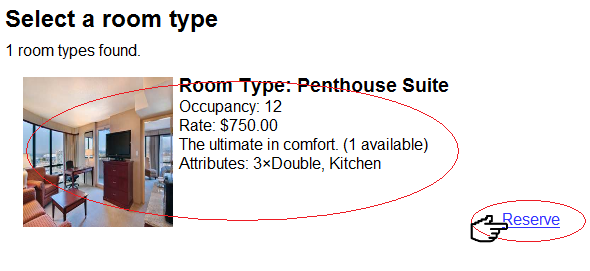 Select a room type
1 room types found.
Room Type: Penthouse Suite
Occupancy: 12
Rate: $750.00
The ultimate in comfort. (1 available)
Attributes: 3×Double, Kitchen
Reserve